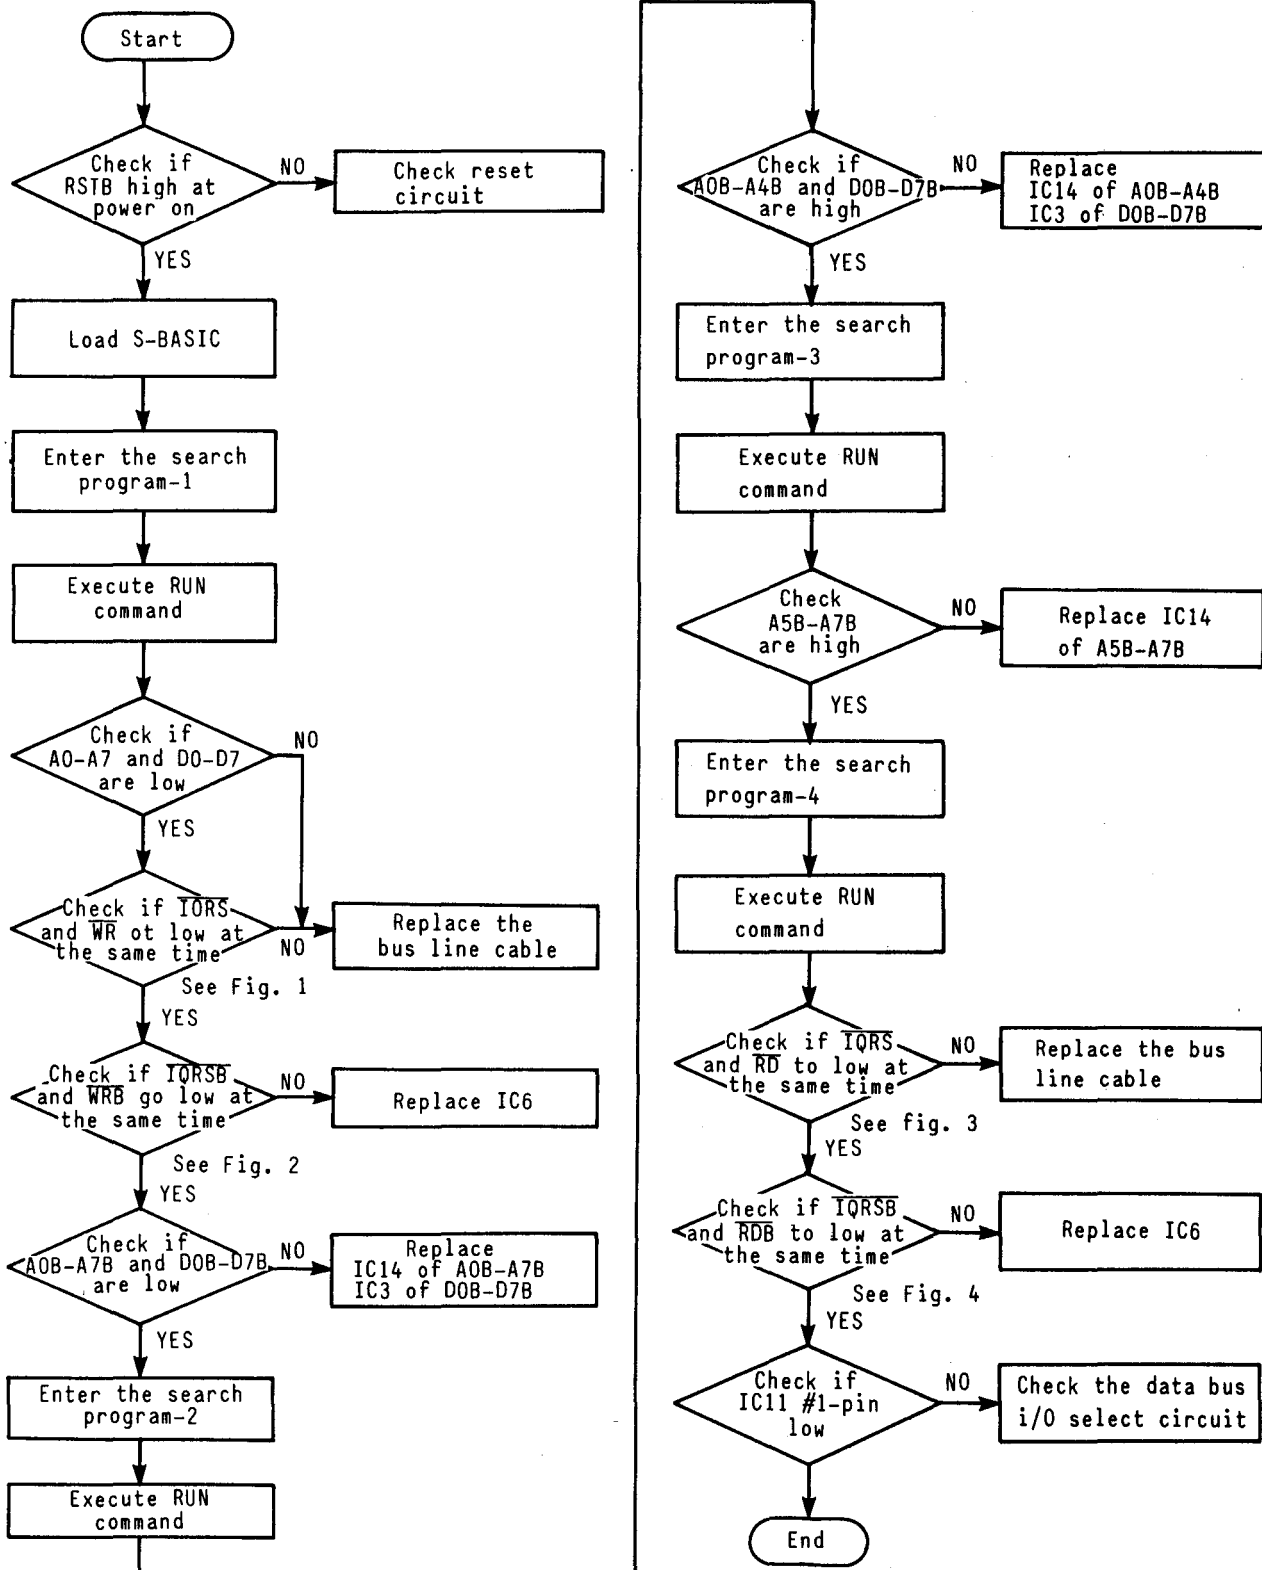 Start
Check if
RSTB high at
power on
NO
Check reset
circuit
YES
Load S-BASIC
Enter the search
program-1
Execute RUN
command
Check if
A0-A7 and D0-D7
are low
NO
YES
Check if IORS
and WR ot low at
the same time
NO
Replace the
bus line cable
See Fig. 1
YES
Check if IQRSB
and WRB go low at
the same time
NO
Replace IC6
See Fig. 2
YES
Check if
A0B-A7B and D0B-D7B
are low
NO
Replace
IC14 of A0B-A7B
IC3 of D0B-D7B
YES
Enter the search
program-2
Execute RUN
command
Check if
A0B-A4B and D0B-D7B
are high
NO
Replace
IC14 of A0B-A4B
IC3 of D0B-D7B
YES
Enter the search
program-3
Execute RUN
command
Check
A5B-A7B
are high
NO
Replace IC14
of A5B-A7B
YES
Enter the search
program-4
Execute RUN
command
Check if IQRS
and RD to low at
the same time
NO
Replace the bus
line cable
See fig. 3
YES
Check if IQRSB
and RDB to low at
the same time
NO
Replace IC6
See Fig. 4
YES
Check if
IC11 #1-pin
low
NO
Check the data bus
i/O select circuit
End